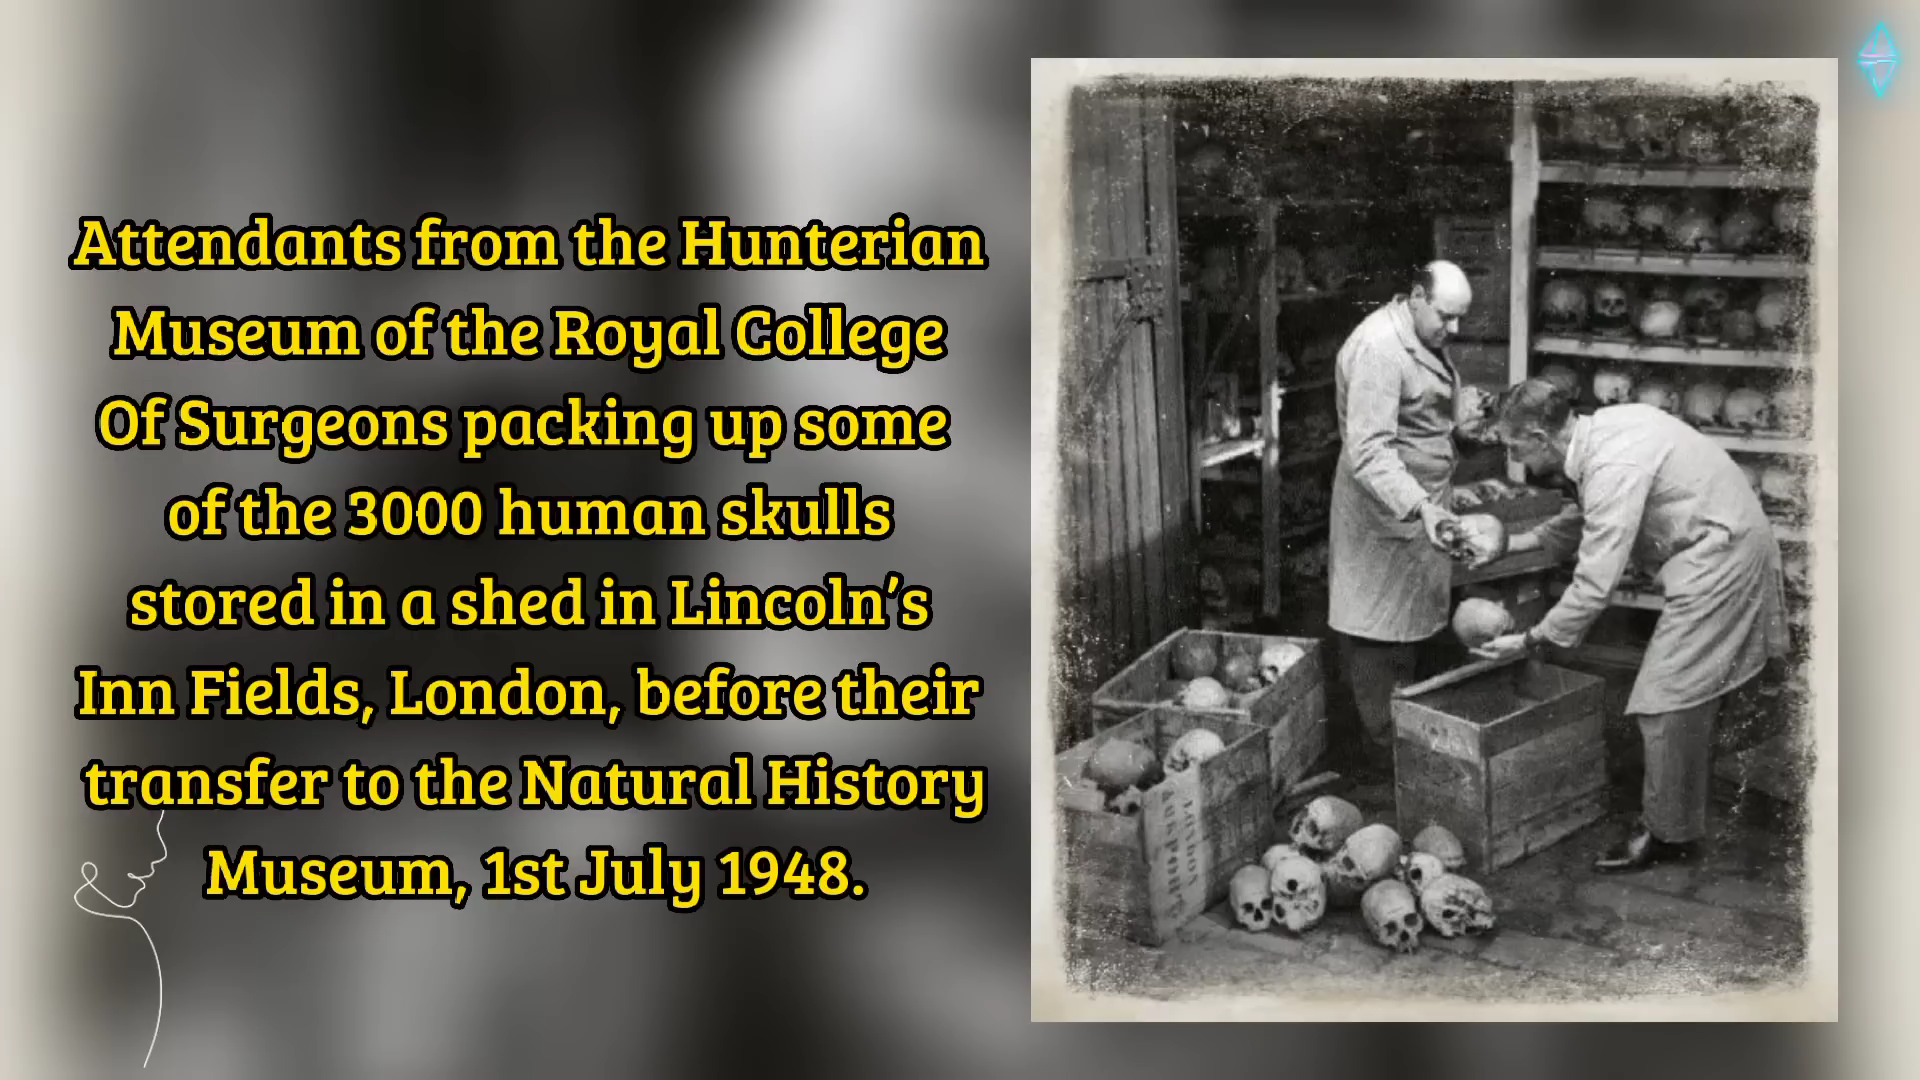 Attendants from the Hunterian
Museum of the Royal College
Of Surgeons packing up some
of the 3000 human skulls
stored in a shed in Lincoln’s
Inn Fields, London, before their
transfer to the Natural History
Museum, 1st July 1948.